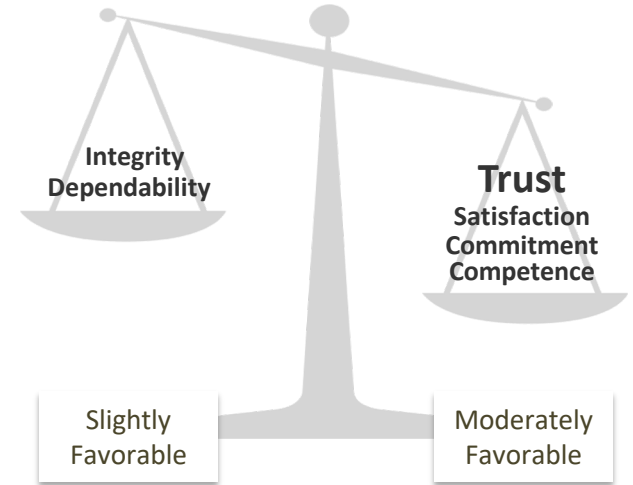 Integrity
Dependability
Trust
Satisfaction
Commitment
Competence
Slightly
Favorable
Moderately
Favorable